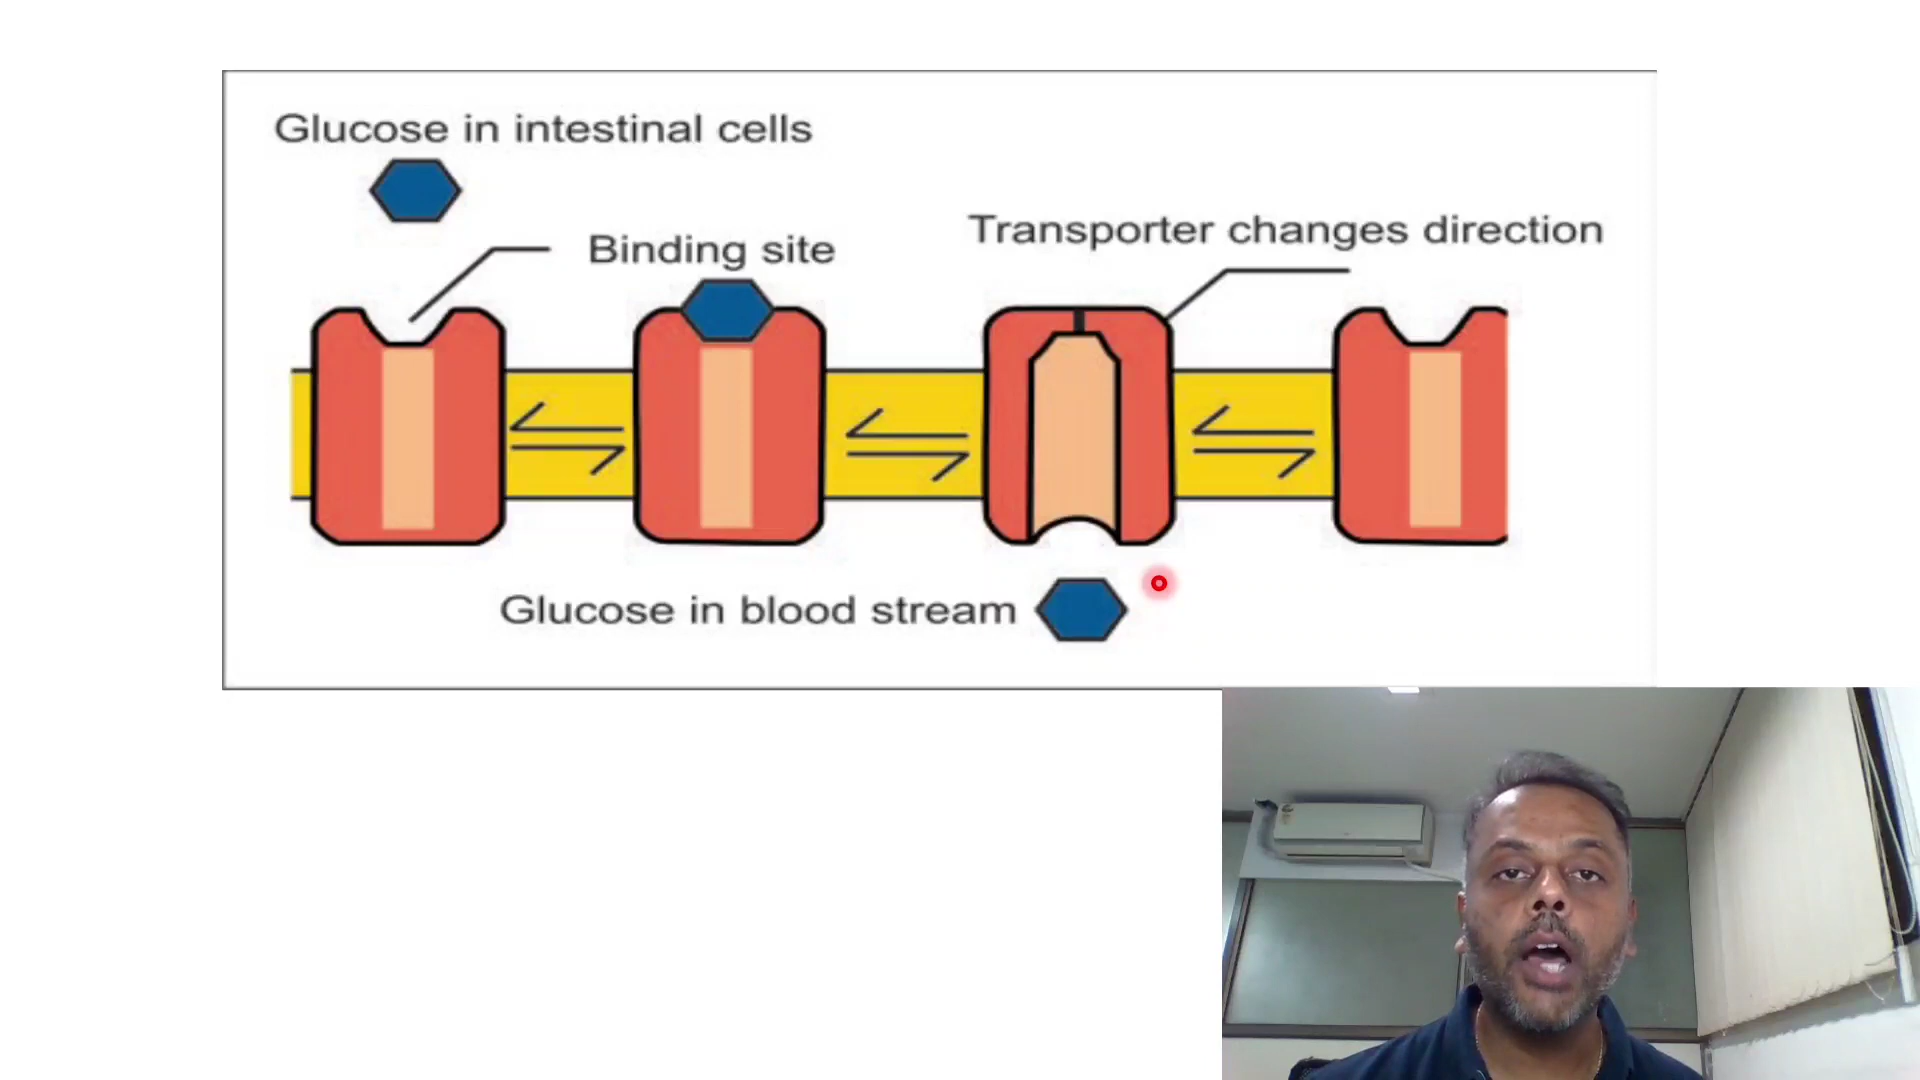 Glucose in intestinal cells
Binding site
Transporter changes direction
Glucose in blood stream